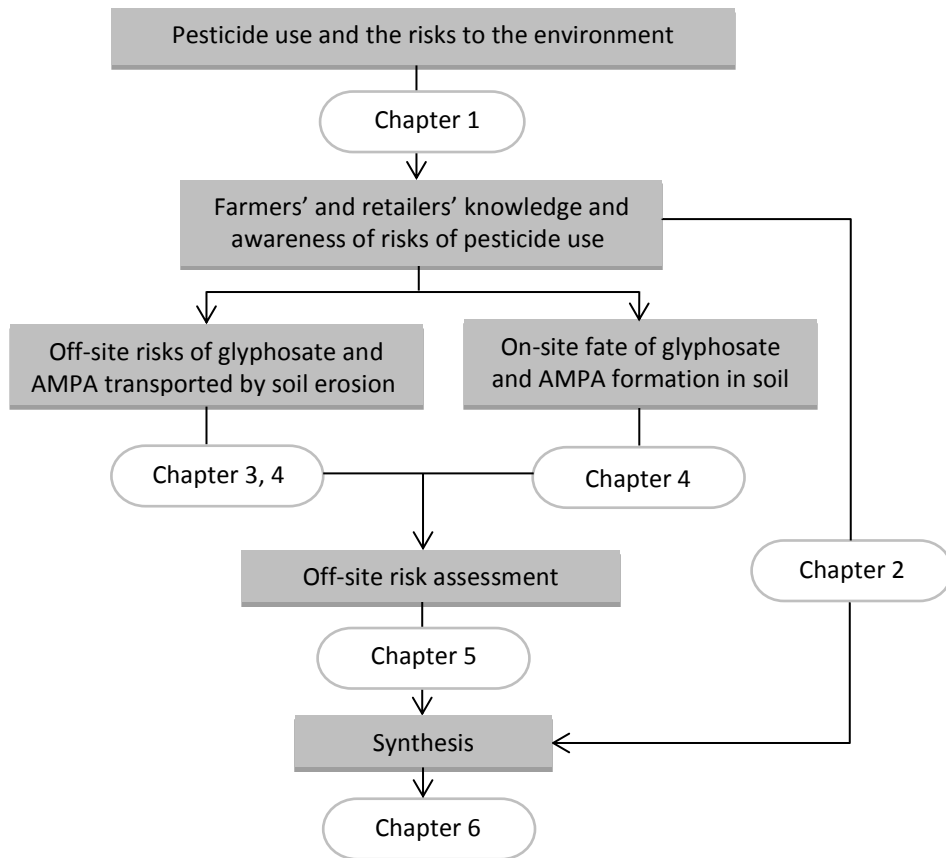 Pesticide use and the risks to the environment
Chapter 1
Farmers’ and retailers’ knowledge and
awareness of risks of pesticide use
Off-site risks of glyphosate and
AMPA transported by soil erosion
On-site fate of glyphosate
and AMPA formation in soil
Chapter 3, 4
Chapter 4
Chapter 2
Off-site risk assessment
Chapter 5
Synthesis
Chapter 6